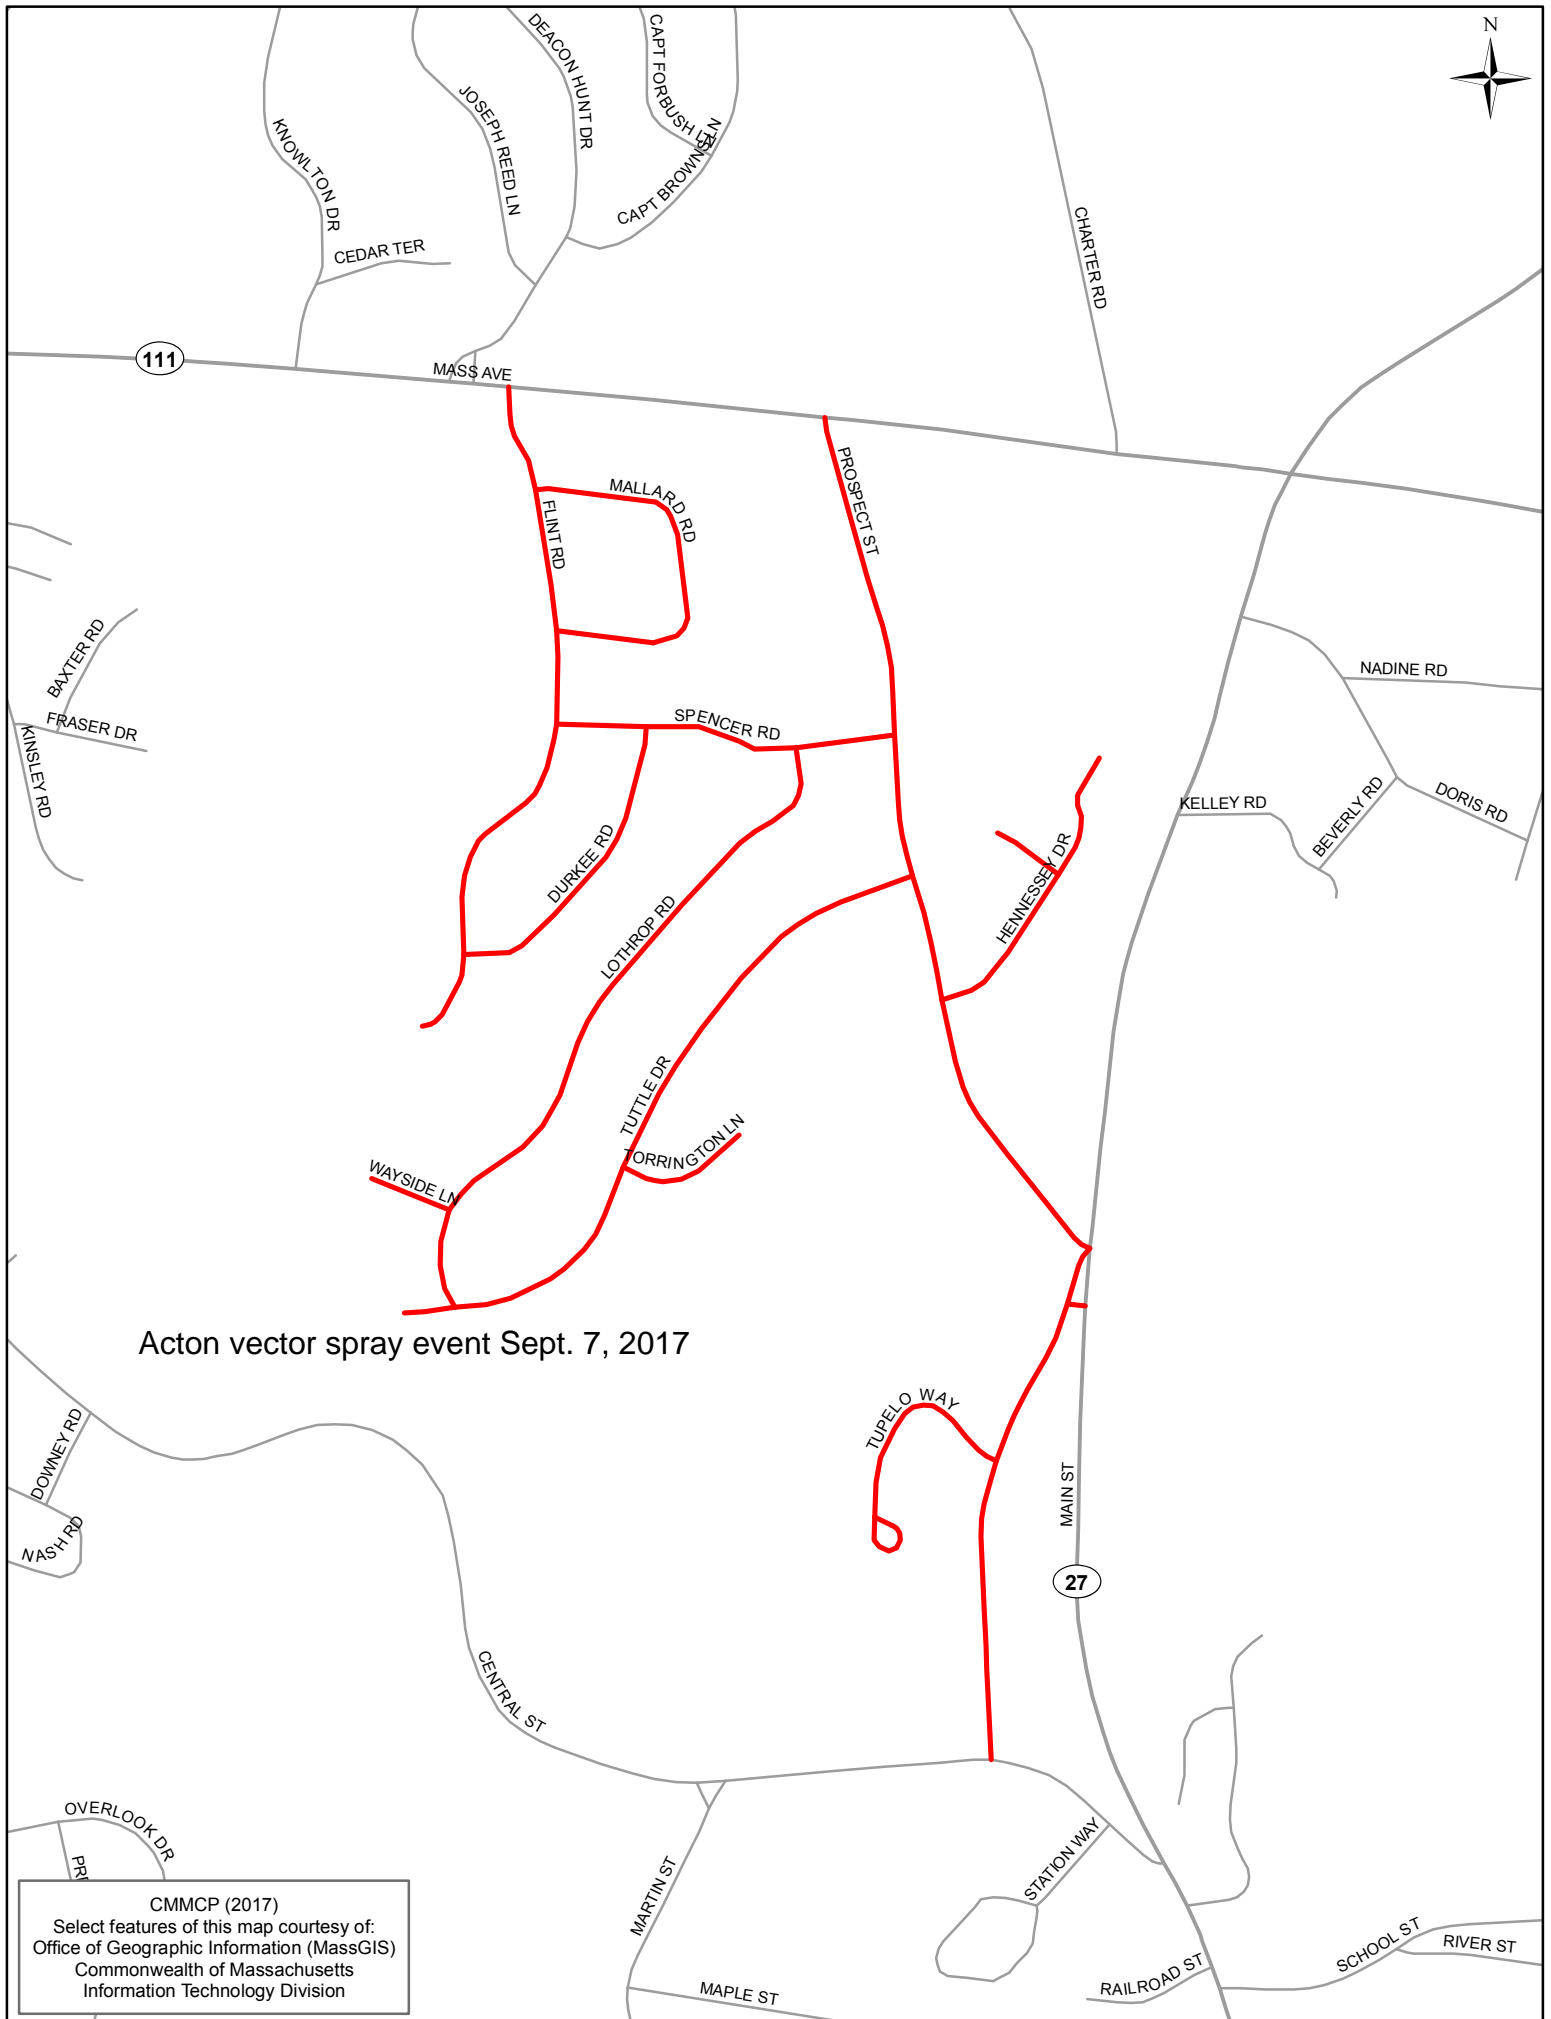 N
DEACON HUNT DR
CAPT FORBUSH LN
JOSEPH REED LN
KNOWLTON DR
CAPT BROWNS LN
CEDAR TER
CHARTER RD
111
MASS AVE
PROSPECT ST
MALLARD RD
FLINT RD
BAXTER RD
NADINE RD
FRASER DR
SPENCER RD
KINSLEY RD
KELLEY RD
BEVERLY RD
DORIS RD
DURKEE RD
HENNESSEY DR
LOTHROP RD
TUTTLE DR
TORRINGTON LN
WAYSIDE LN
Acton vector spray event Sept. 7, 2017
TUPELO WAY
DOWNEY RD
MAIN ST
NASH RD
27
CENTRAL ST
OVERLOOK DR
STATION WAY
MARTIN ST
SCHOOL ST
RIVER ST
RAILROAD ST
MAPLE ST
CMMCP (2017)
Select features of this map courtesy of:
Office of Geographic Information (MassGIS)
Commonwealth of Massachusetts
Information Technology Division